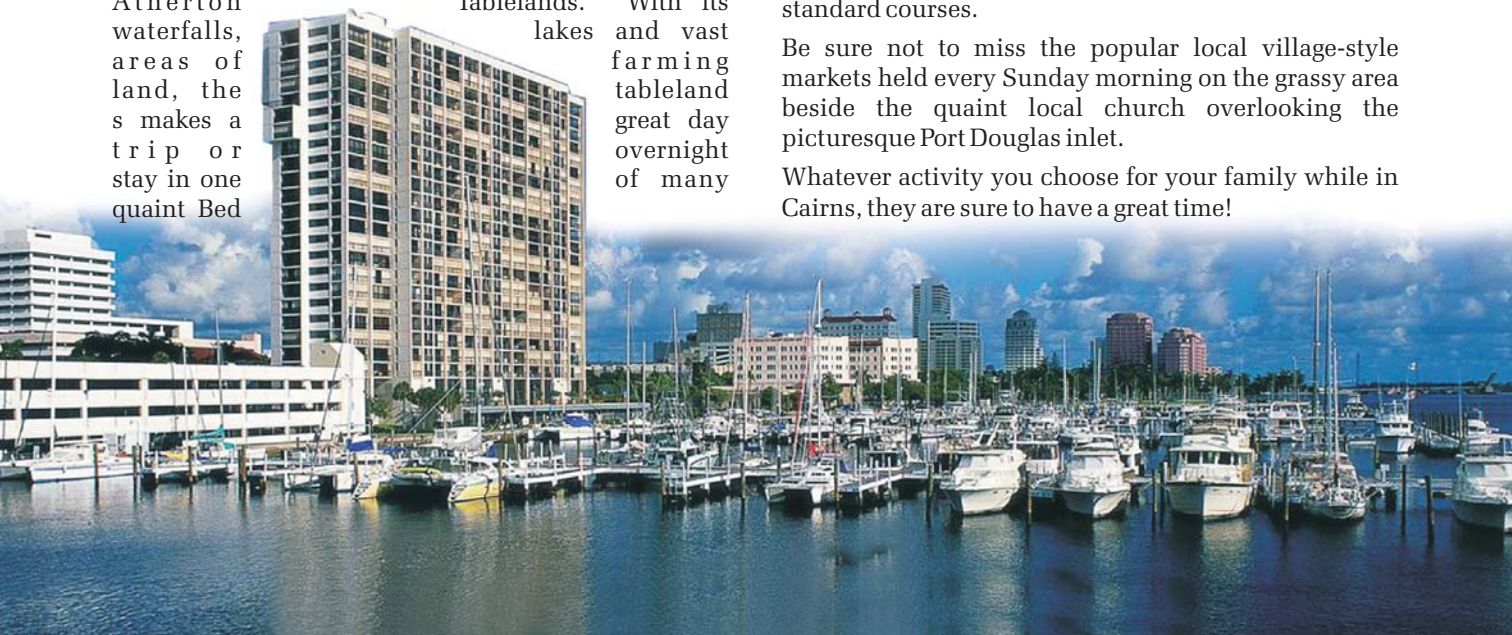 Atherton Tablelands. With its
waterfalls, lakes and vast
areas of farming
land, the tableland
s makes a great day
trip or overnight
stay in one of many
quaint Bed
standard courses.
Be sure not to miss the popular local village-style
markets held every Sunday morning on the grassy area
beside the quaint local church overlooking the
picturesque Port Douglas inlet.
Whatever activity you choose for your family while in
Cairns, they are sure to have a great time!